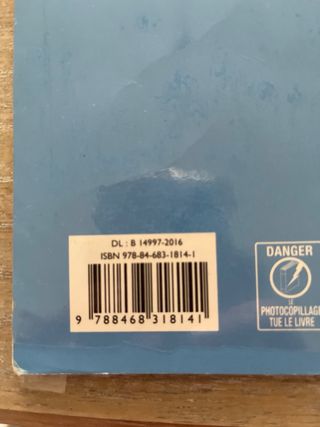 DL : B 14997-2016
ISBN 978-84-683-1814-1
9 788468 318141
DANGER
LE
PHOTOCOPILLAGE
TUE LE LIVRE